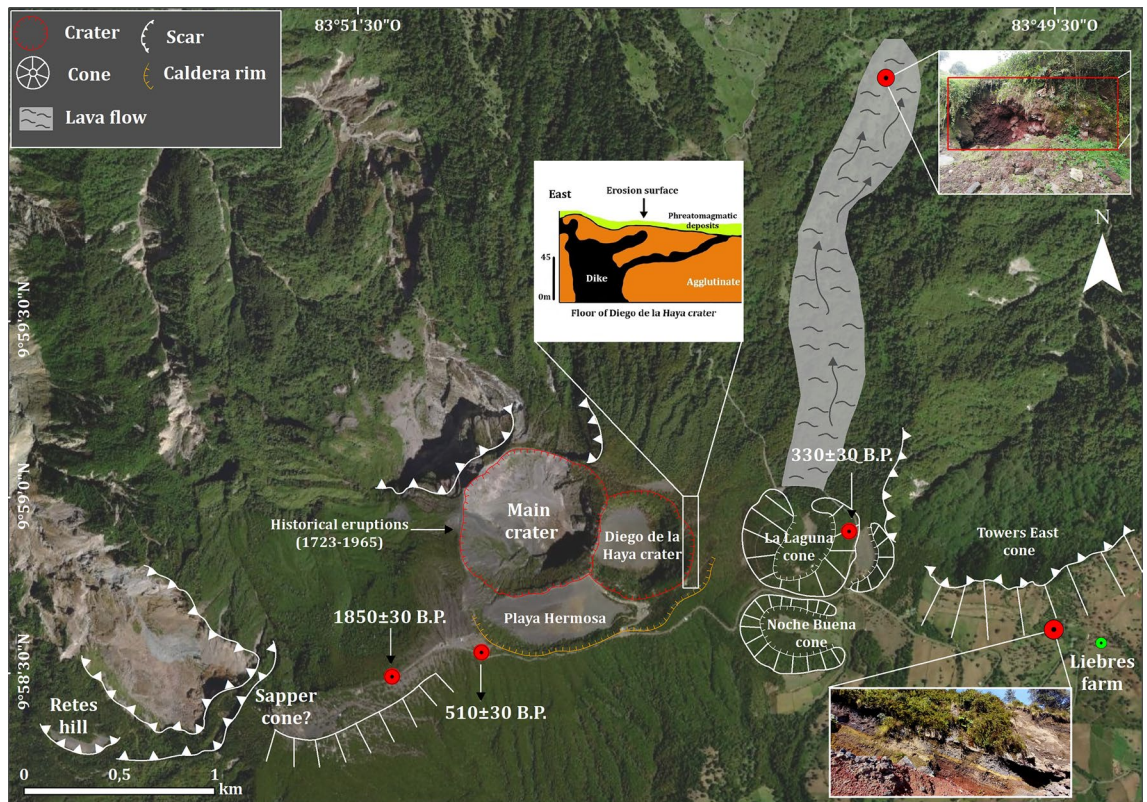 83°51'30"O
83°49'30"O
Crater
Scar
Cone
Caldera rim
Lava flow
East
Erosion surface
Phreatomagmatic
deposits
45
Dike
Agglutinate
0m
Floor of Diego de la Haya crater
N
9°59'30"N
9°59'0"N
9°58'30"N
330±30 B.P.
Main
crater
Historical eruptions
(1723-1965)
Diego de la
Haya crater
La Laguna
cone
Towers East
cone
Playa Hermosa
1850±30 B.P.
Noche Buena
cone
Liebres
farm
Retes
hill
Sapper
cone?
510±30 B.P.
0
0,5
1
km